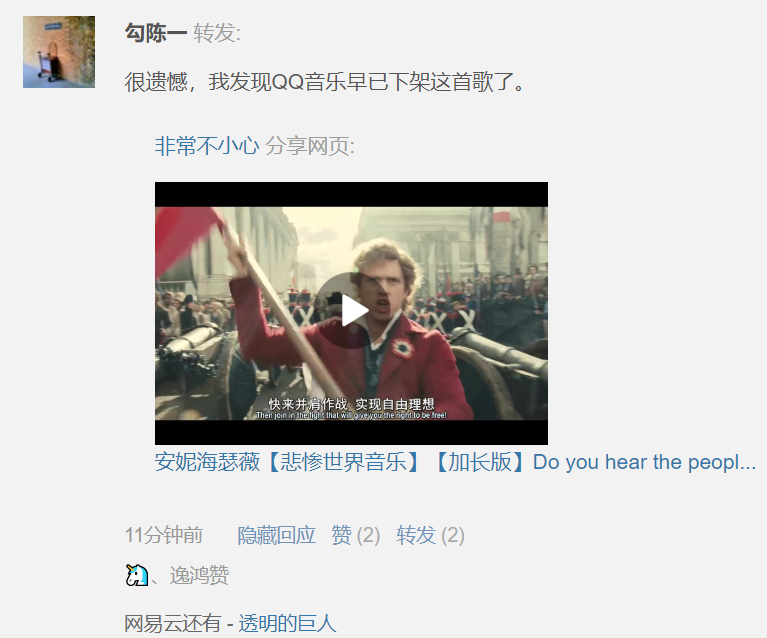 勾陈一 转发:
很遗憾，我发现QQ音乐早已下架这首歌了。
非常不小心 分享网页:
快来并肩作战 实现自由理想
Then join in the fight that will give you the right to be free!
安妮海瑟薇【悲惨世界音乐】【加长版】Do you hear the peopl...
11分钟前 隐藏回应 赞 (2) 转发 (2)
🦄、逸鸿赞
网易云还有 - 透明的巨人